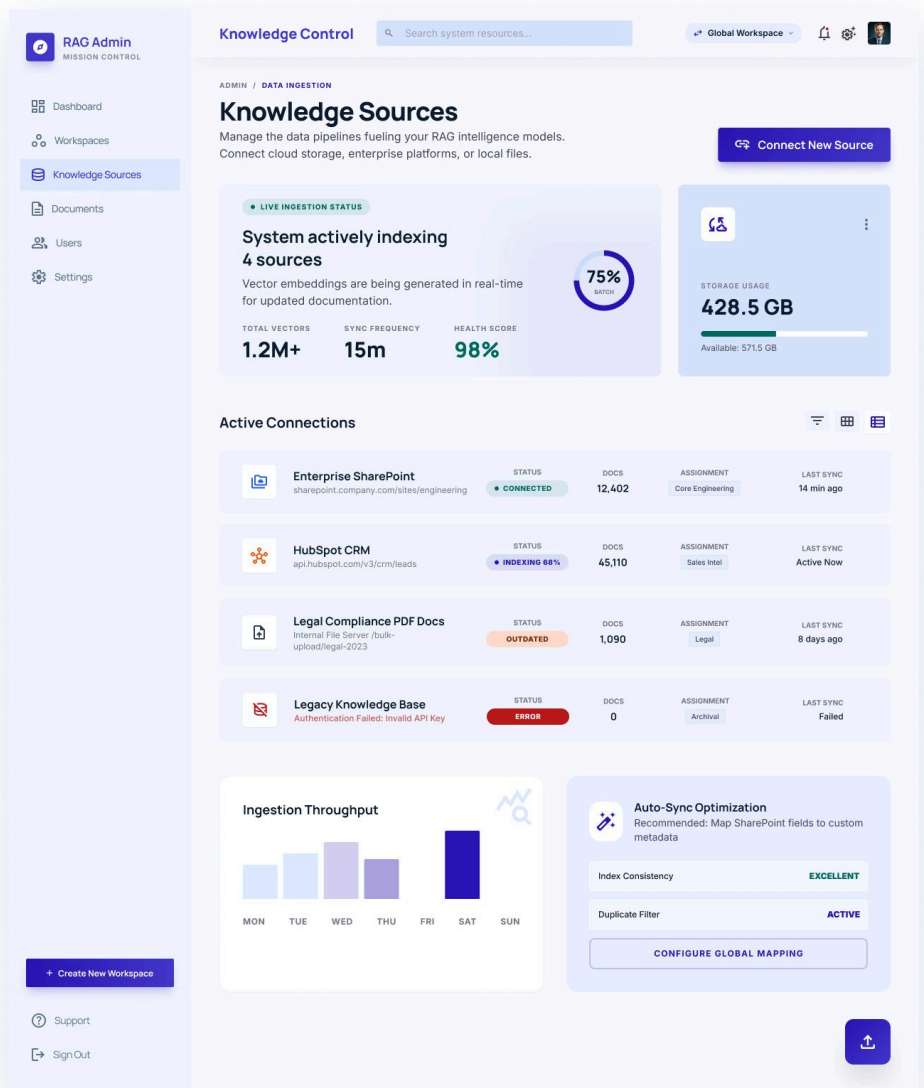 RAG Admin
MISSION CONTROL
Dashboard
Workspaces
Knowledge Sources
Documents
Users
Settings
+ Create New Workspace
Support
Sign Out
Knowledge Control
Search system resources...
Global Workspace
ADMIN / DATA INGESTION
Knowledge Sources
Manage the data pipelines fueling your RAG intelligence models.
Connect cloud storage, enterprise platforms, or local files.
Connect New Source
LIVE INGESTION STATUS
System actively indexing
4 sources
Vector embeddings are being generated in real-time
for updated documentation.
TOTAL VECTORS
1.2M+
SYNC FREQUENCY
15m
HEALTH SCORE
98%
75%
BATCH
STORAGE USAGE
428.5 GB
Available: 571.5 GB
Active Connections
Enterprise SharePoint
sharepoint.company.com/sites/engineering
STATUS
CONNECTED
DOCS
12,402
ASSIGNMENT
Core Engineering
LAST SYNC
14 min ago
HubSpot CRM
api.hubspot.com/v3/crm/leads
STATUS
INDEXING 68%
DOCS
45,110
ASSIGNMENT
Sales Intel
LAST SYNC
Active Now
Legal Compliance PDF Docs
Internal File Server /bulk-
upload/legal-2023
STATUS
OUTDATED
DOCS
1,090
ASSIGNMENT
Legal
LAST SYNC
8 days ago
Legacy Knowledge Base
Authentication Failed: Invalid API Key
STATUS
ERROR
DOCS
0
ASSIGNMENT
Archival
LAST SYNC
Failed
Ingestion Throughput
MON TUE WED THU FRI SAT SUN
Auto-Sync Optimization
Recommended: Map SharePoint fields to custom
metadata
Index Consistency EXCELLENT
Duplicate Filter ACTIVE
CONFIGURE GLOBAL MAPPING